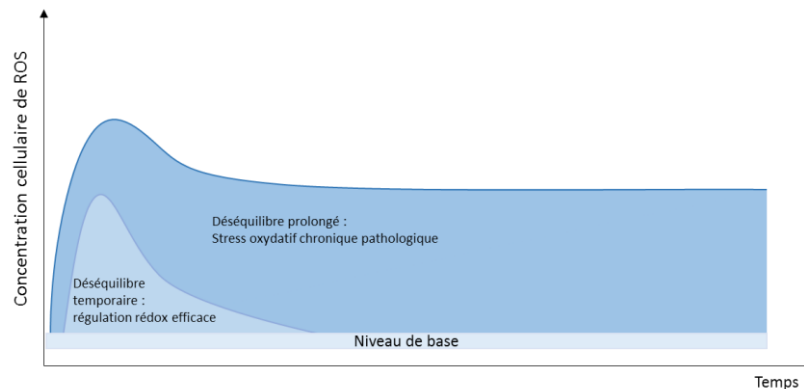 Concentration cellulaire de ROS
Déséquilibre prolongé :
Stress oxydatif chronique pathologique
Déséquilibre
temporaire :
régulation rédox efficace
Niveau de base
Temps